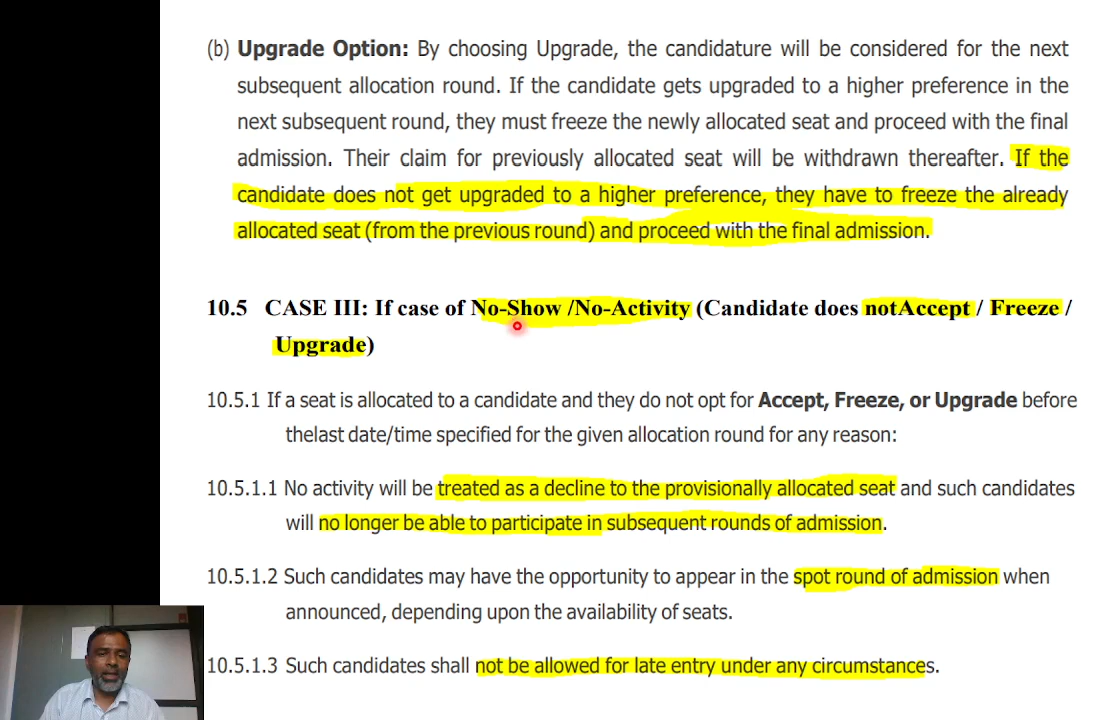 (b) Upgrade Option: By choosing Upgrade, the candidature will be considered for the next
subsequent allocation round. If the candidate gets upgraded to a higher preference in the
next subsequent round, they must freeze the newly allocated seat and proceed with the final
admission. Their claim for previously allocated seat will be withdrawn thereafter. If the
candidate does not get upgraded to a higher preference, they have to freeze the already
allocated seat (from the previous round) and proceed with the final admission.
10.5 CASE III: If case of No-Show /No-Activity (Candidate does notAccept / Freeze /
Upgrade)
10.5.1 If a seat is allocated to a candidate and they do not opt for Accept, Freeze, or Upgrade before
thelast date/time specified for the given allocation round for any reason:
10.5.1.1 No activity will be treated as a decline to the provisionally allocated seat and such candidates
will no longer be able to participate in subsequent rounds of admission.
10.5.1.2 Such candidates may have the opportunity to appear in the spot round of admission when
announced, depending upon the availability of seats.
10.5.1.3 Such candidates shall not be allowed for late entry under any circumstances.